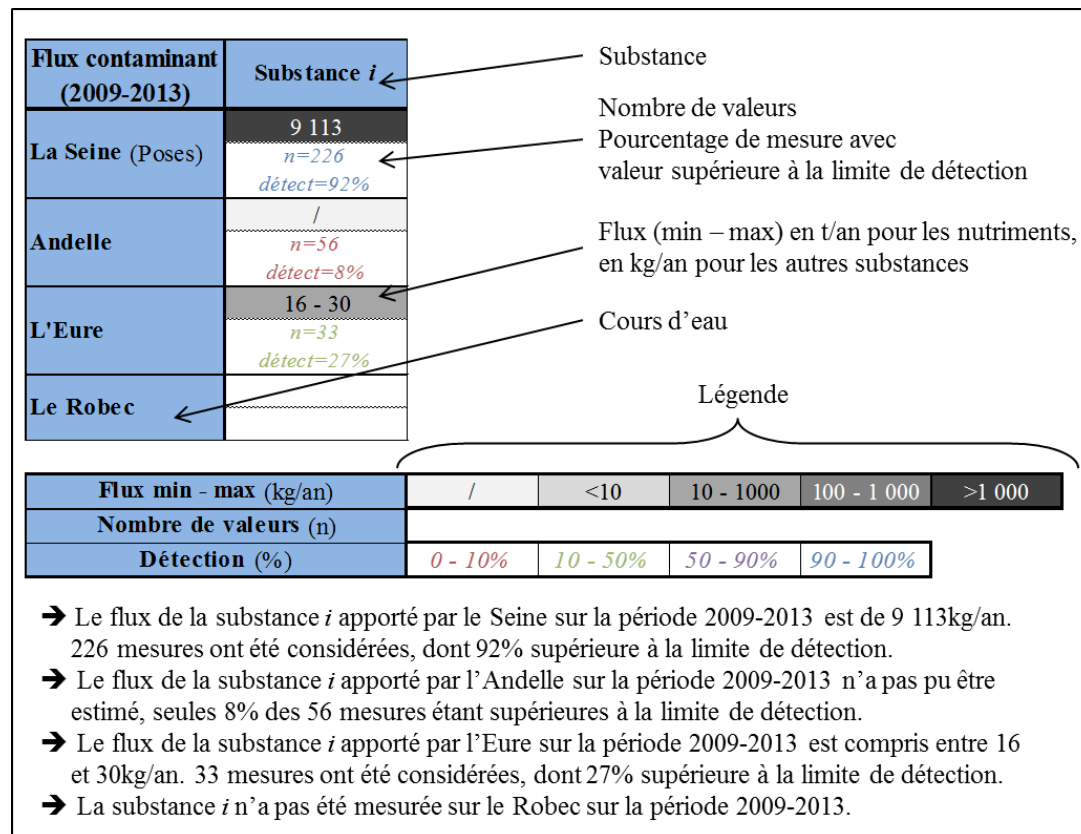 Flux contaminant
(2009-2013)
Substance i
La Seine (Poses)
9 113
n=226
détect=92%
Andelle
/
n=56
détect=8%
L'Eure
16 - 30
n=33
détect=27%
Le Robec
Substance
Nombre de valeurs
Pourcentage de mesure avec
valeur supérieure à la limite de détection
Flux (min – max) en t/an pour les nutriments,
en kg/an pour les autres substances
Cours d’eau
Légende
Flux min - max (kg/an) / <10 10 - 1000 100 - 1 000 >1 000
Nombre de valeurs (n)
Détection (%) 0 - 10% 10 - 50% 50 - 90% 90 - 100%
➔ Le flux de la substance i apporté par le Seine sur la période 2009-2013 est de 9 113kg/an.
226 mesures ont été considérées, dont 92% supérieure à la limite de détection.
➔ Le flux de la substance i apporté par l’Andelle sur la période 2009-2013 n’a pas pu être
estimé, seules 8% des 56 mesures étant supérieures à la limite de détection.
➔ Le flux de la substance i apporté par l’Eure sur la période 2009-2013 est compris entre 16
et 30kg/an. 33 mesures ont été considérées, dont 27% supérieure à la limite de détection.
➔ La substance i n’a pas été mesurée sur le Robec sur la période 2009-2013.